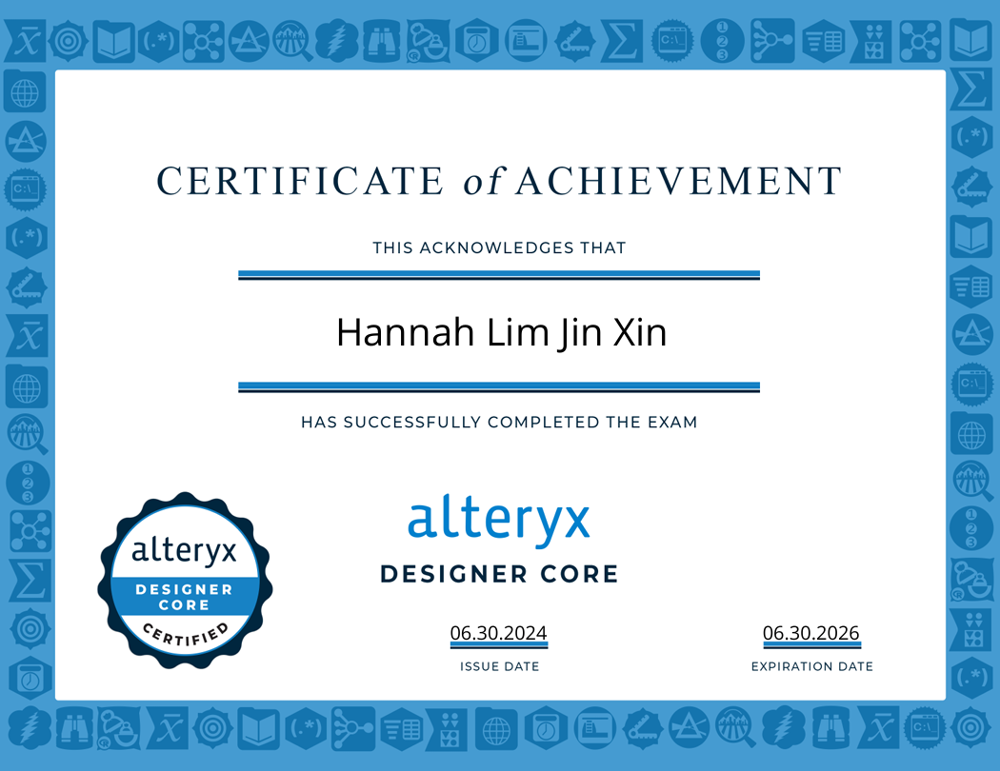 CERTIFICATE of ACHIEVEMENT
THIS ACKNOWLEDGES THAT
Hannah Lim Jin Xin
HAS SUCCESSFULLY COMPLETED THE EXAM
alteryx
DESIGNER CORE
alteryx
DESIGNER
CORE
CERTIFIED
06.30.2024
ISSUE DATE
06.30.2026
EXPIRATION DATE